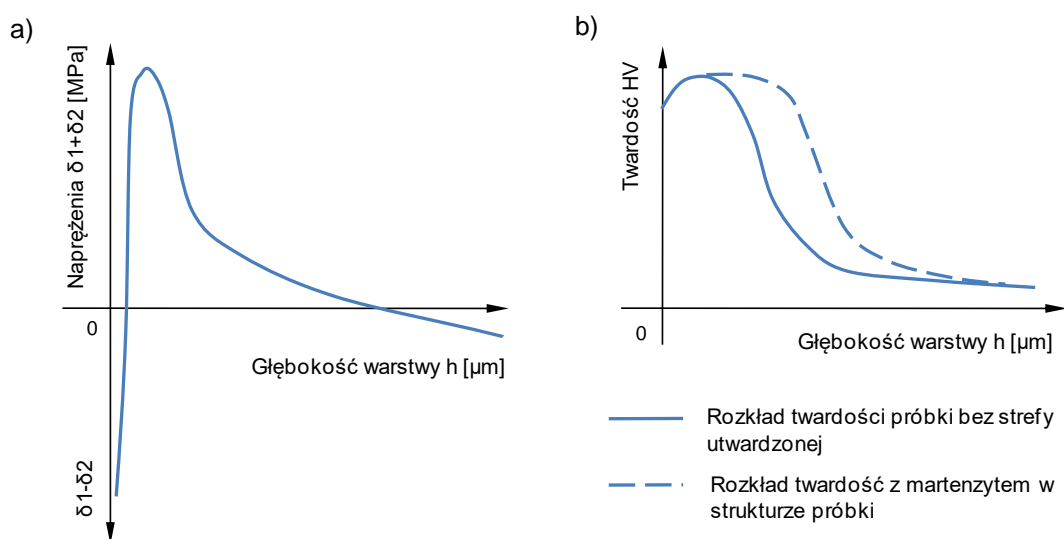 a)
Naprężenia δ1+δ2 [MPa]
0
Głębokość warstwy h [µm]
δ1-δ2
b)
Twardość HV
0
Głębokość warstwy h [µm]
Rozkład twardości próbki bez strefy
utwardzonej
Rozkład twardość z martenzytem w
strukturze próbki